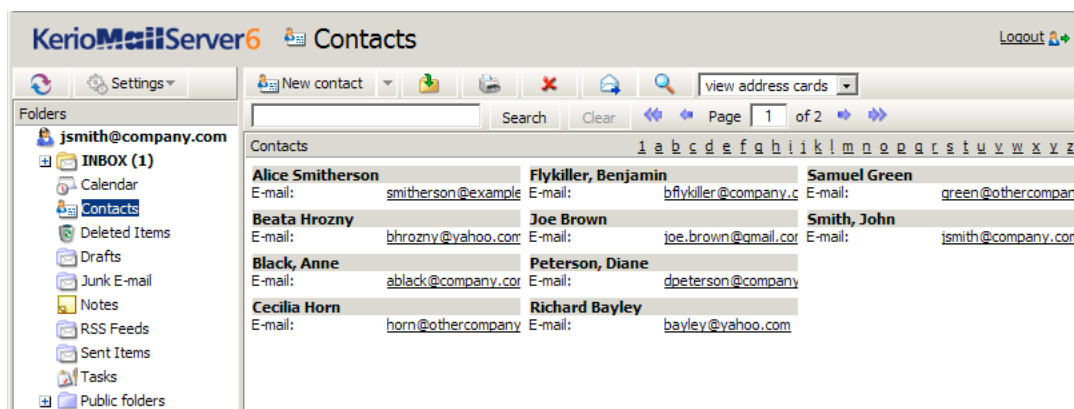 KerioMailServer6 Contacts Logout
Settings New contact view address cards
Folders Search Clear Page 1 of 2
jsmith@company.com
INBOX (1)
Calendar
Contacts
Deleted Items
Drafts
Junk E-mail
Notes
RSS Feeds
Sent Items
Tasks
Public folders
Contacts 1 a b c d e f g h i j k l m n o p q r s t u v w x y z
Alice Smitherson
E-mail: smitherson@example
Beata Hrozny
E-mail: bhrozny@yahoo.com
Black, Anne
E-mail: ablack@company.com
Cecilia Horn
E-mail: horn@othercompany
Flykiller, Benjamin
E-mail: bflykiller@company.c
Joe Brown
E-mail: joe.brown@gmail.com
Peterson, Diane
E-mail: dpeterson@company
Richard Bayley
E-mail: bayley@yahoo.com
Samuel Green
E-mail: green@othercompan
Smith, John
E-mail: jsmith@company.com